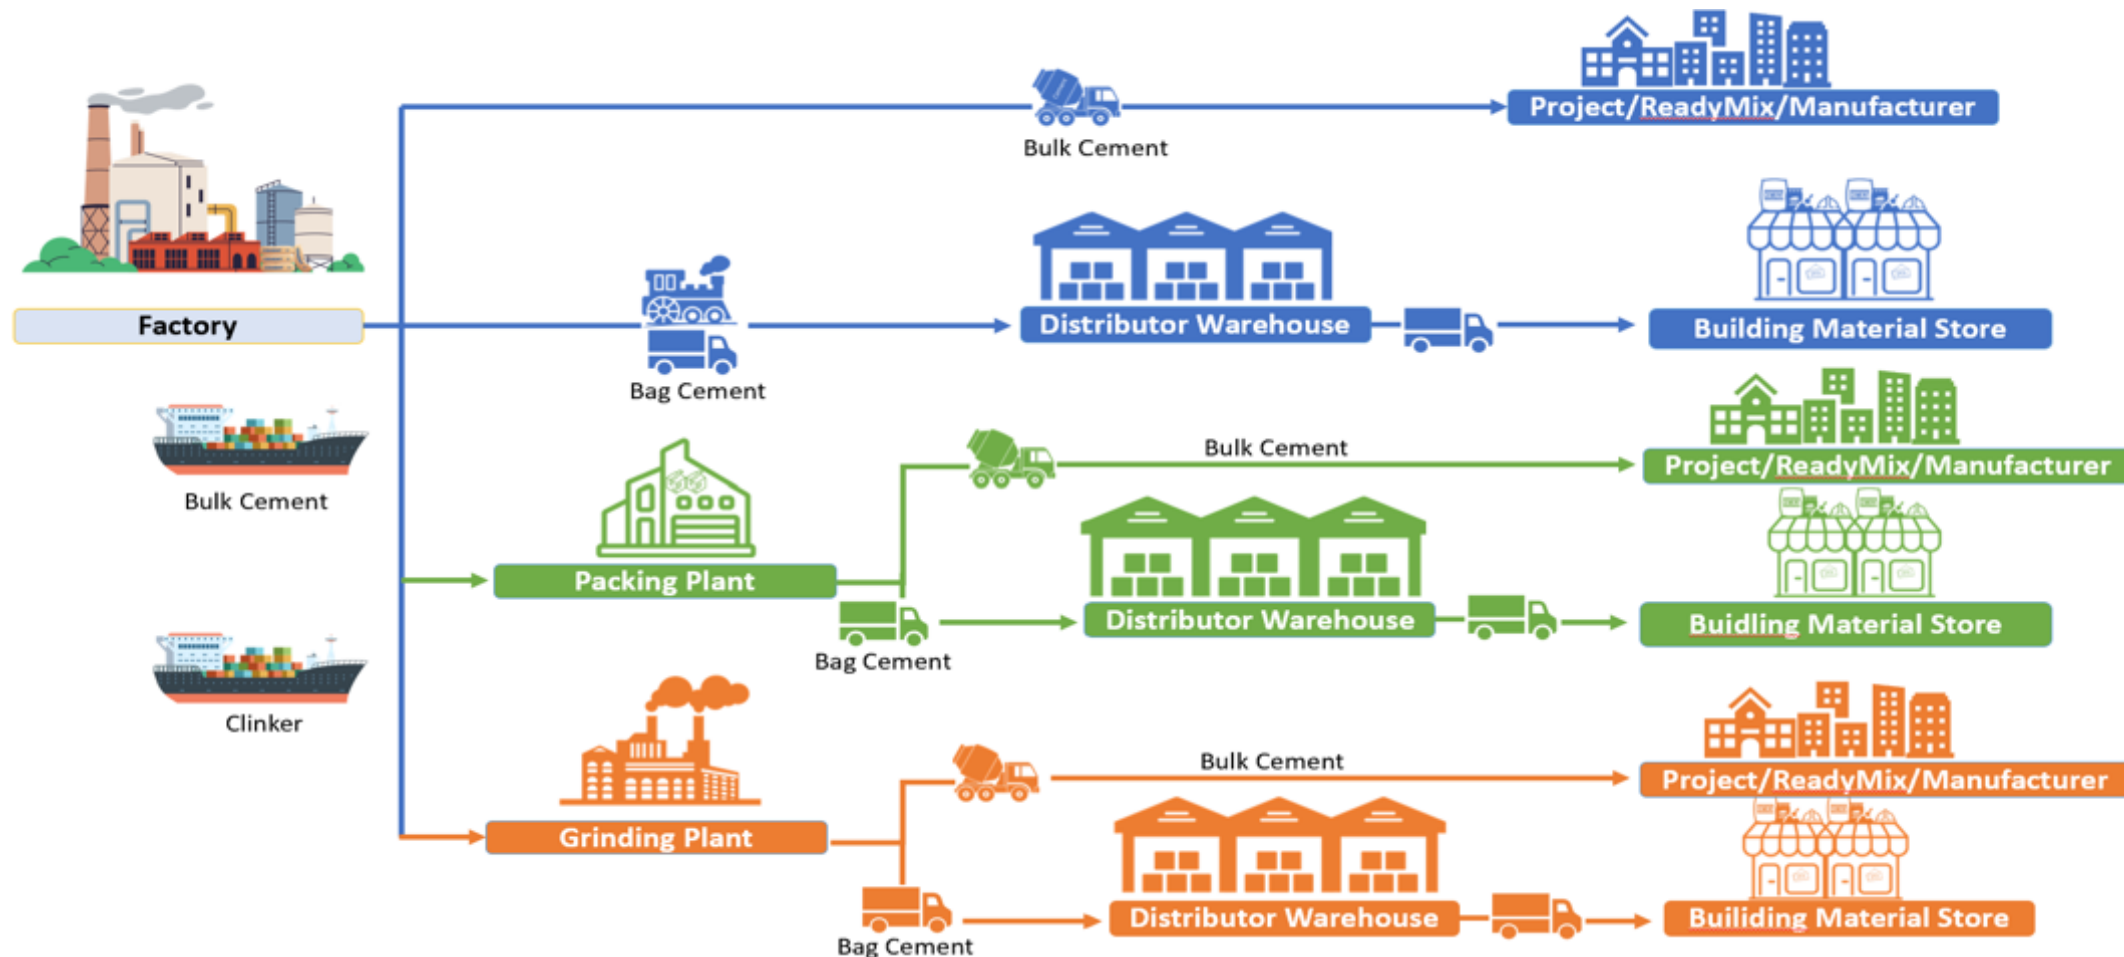 Project/ReadyMix/Manufacturer
Bulk Cement
Factory
Bag Cement
Distributor Warehouse
Building Material Store
Bulk Cement
Packing Plant
Bulk Cement
Project/ReadyMix/Manufacturer
Bag Cement
Distributor Warehouse
Buidling Material Store
Clinker
Grinding Plant
Bulk Cement
Project/ReadyMix/Manufacturer
Bag Cement
Distributor Warehouse
Builiding Material Store